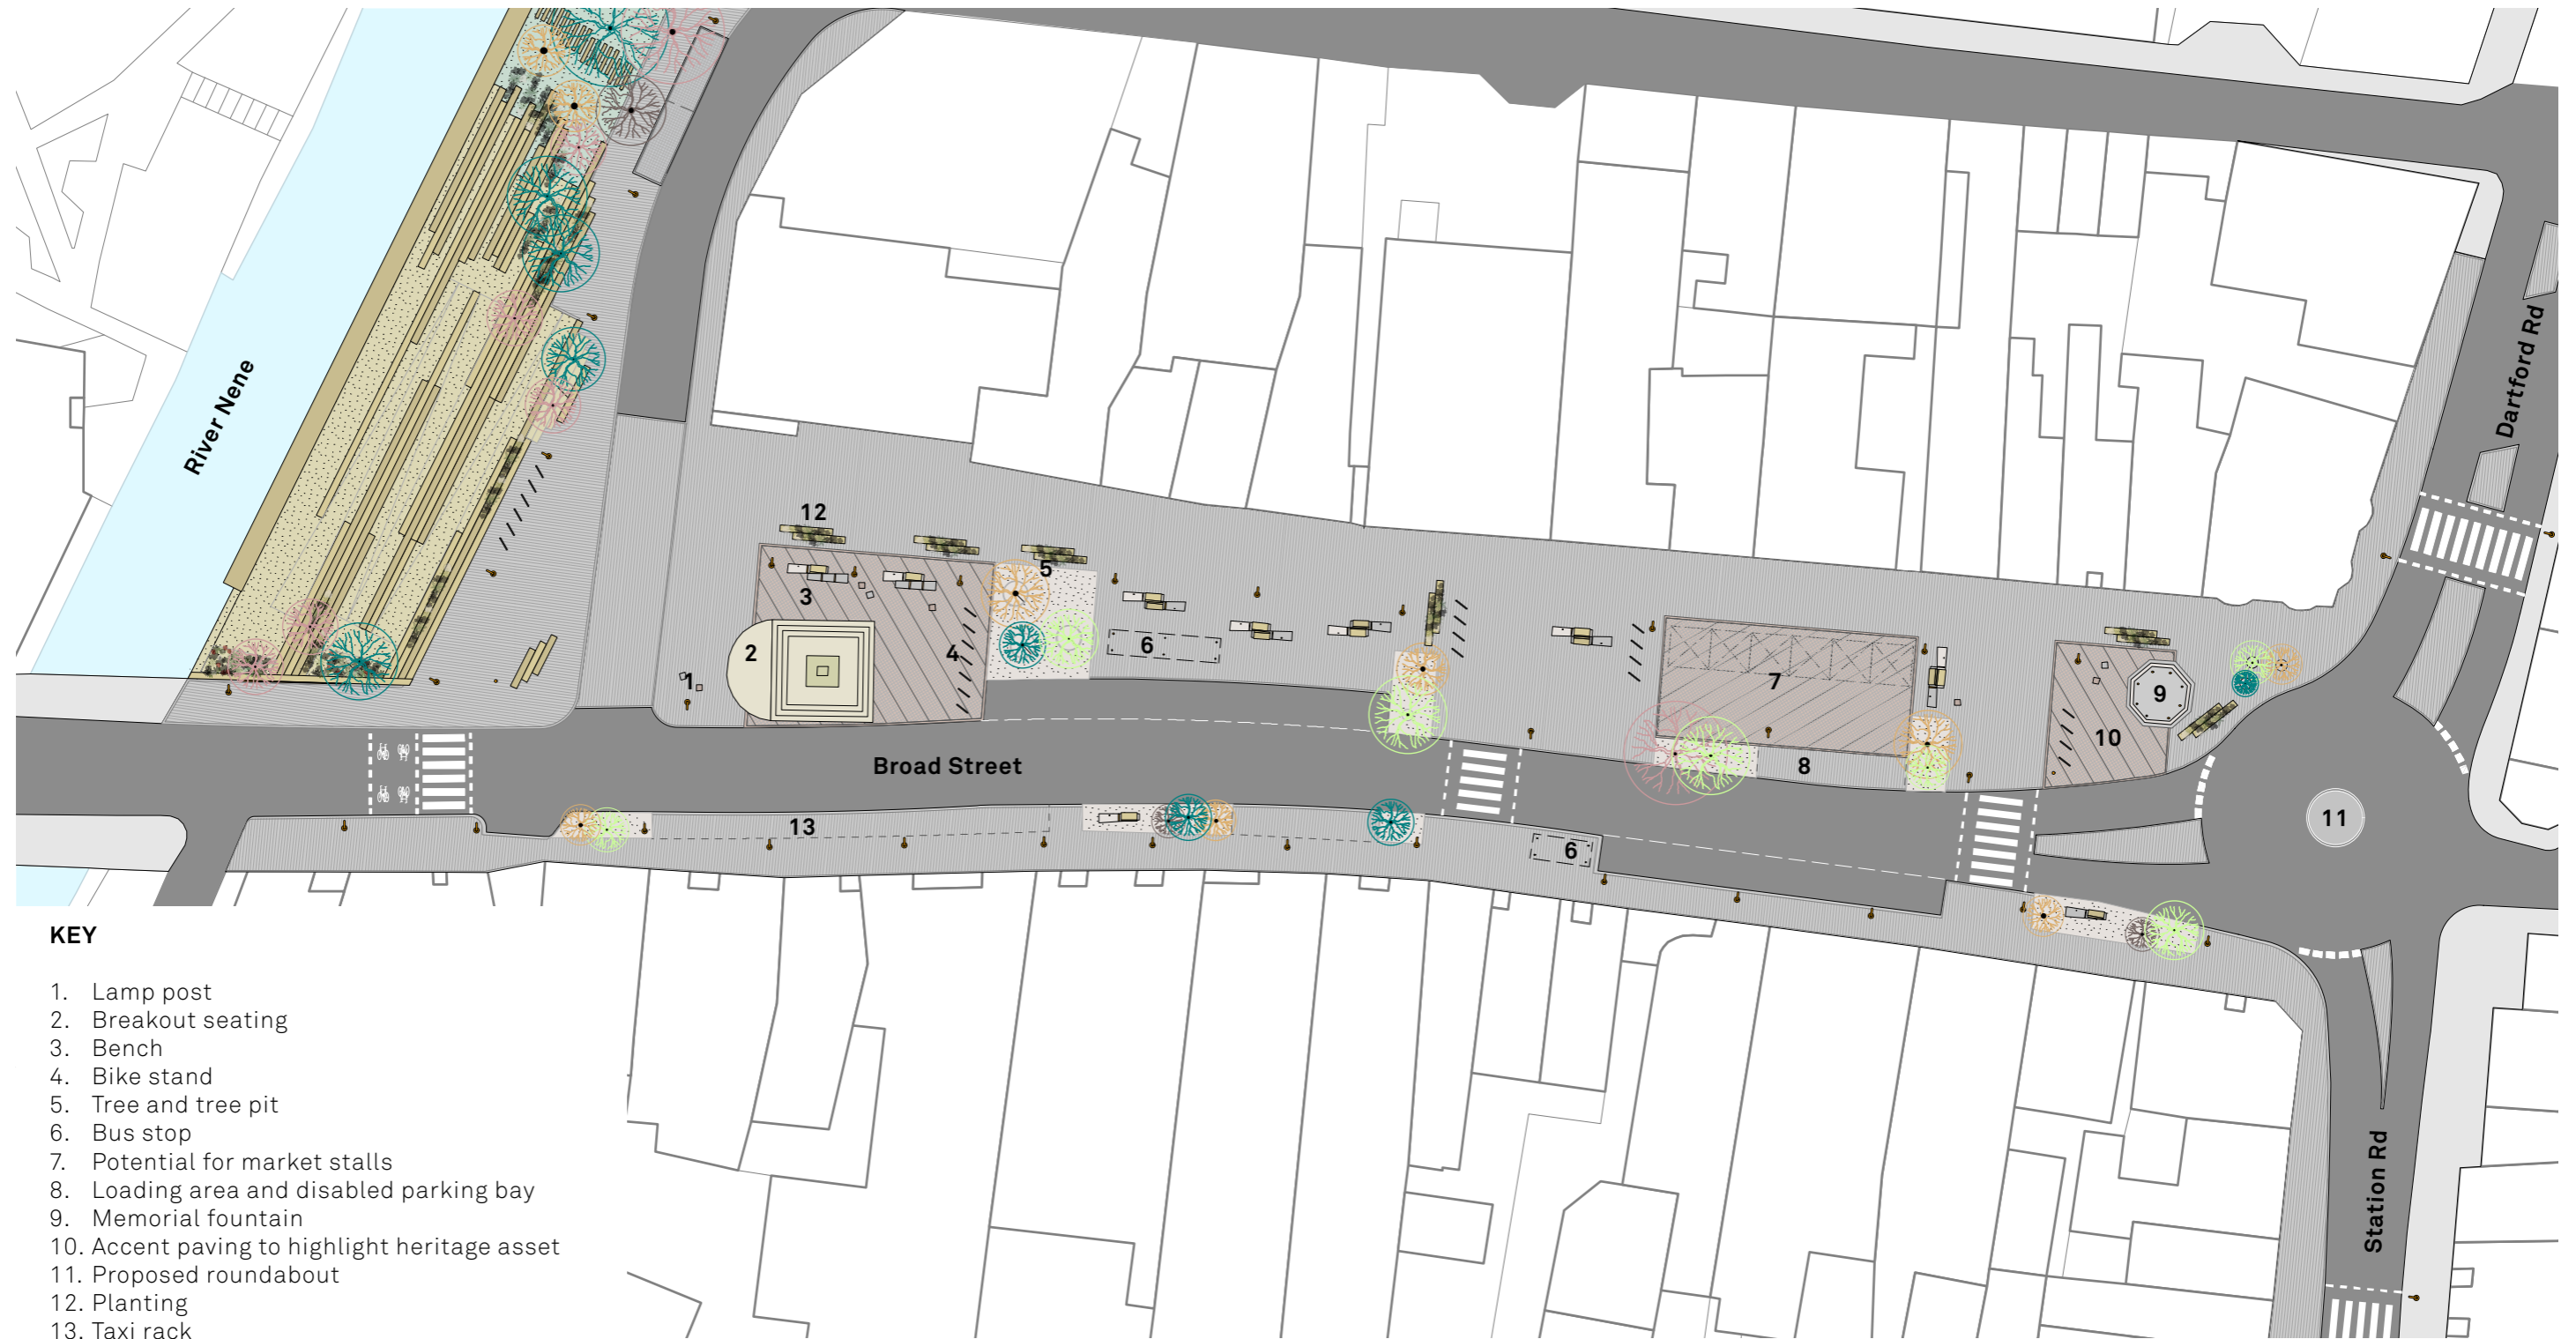 River Nene
Dartford Rd
12
5
3
6
2
4
1
7
9
10
Broad Street
8
13
6
11
Station Rd
KEY
1. Lamp post
2. Breakout seating
3. Bench
4. Bike stand
5. Tree and tree pit
6. Bus stop
7. Potential for market stalls
8. Loading area and disabled parking bay
9. Memorial fountain
10. Accent paving to highlight heritage asset
11. Proposed roundabout
12. Planting
13. Taxi rack